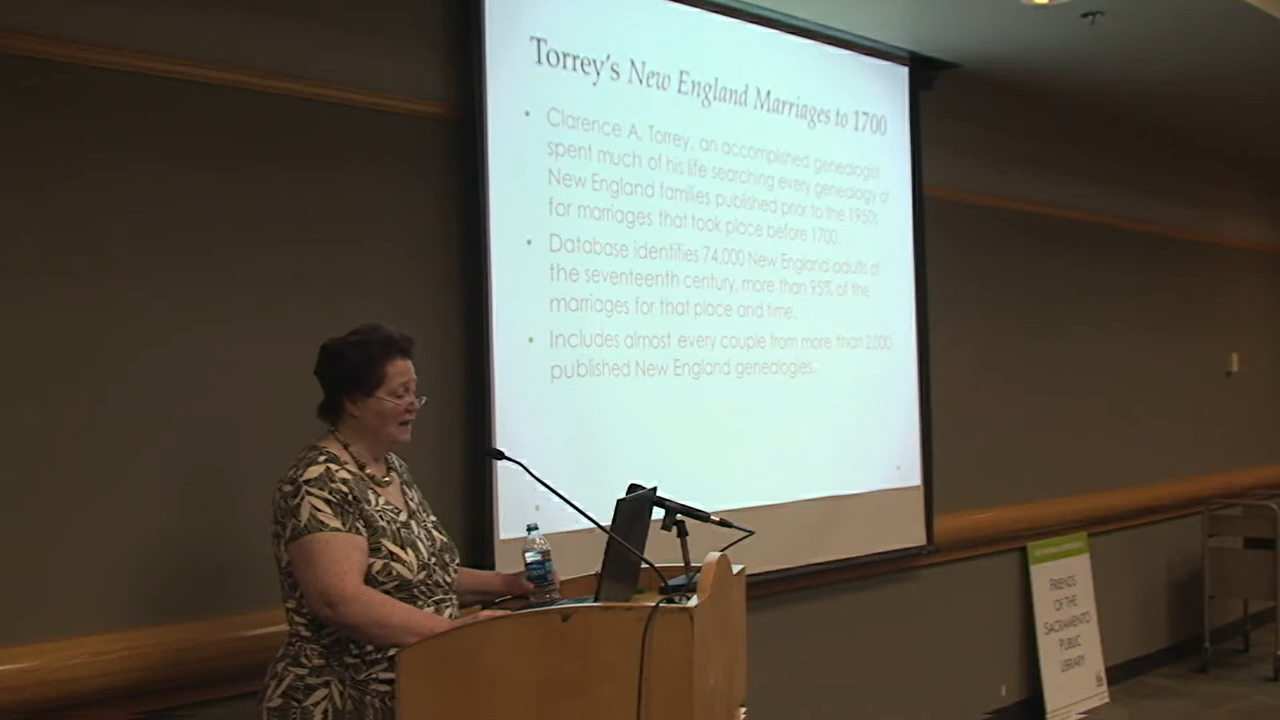 Torrey's New England Marriages to 1700
• Clarence A. Torrey, an accomplished genealogist
spent much of his life searching every genealogy of
New England families published prior to the 1950s
for marriages that took place before 1700.
• Database identifies 74,000 New England adults of
the seventeenth century, more than 95% of the
marriages for that place and time.
• Includes almost every couple from more than 2,000
published New England genealogies.
FRIENDS
OF THE
SACRAMENTO
PUBLIC
LIBRARY